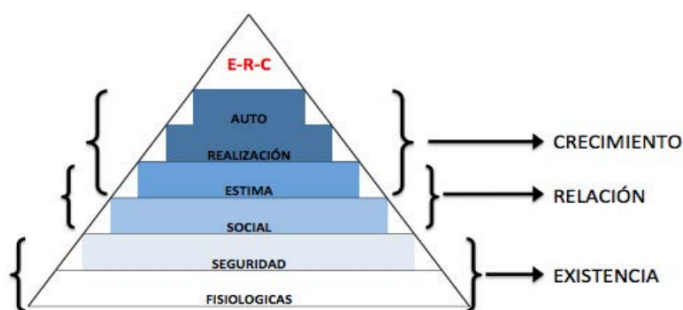 E-R-C
AUTO
REALIZACIÓN
ESTIMA
SOCIAL
SEGURIDAD
FISIOLOGICAS
CRECIMIENTO
RELACIÓN
EXISTENCIA